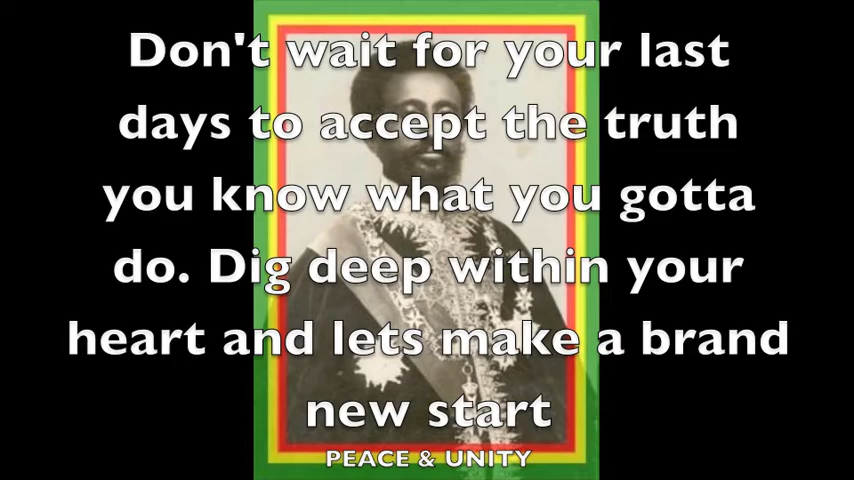 Don't wait for your last
days to accept the truth
you know what you gotta
do. Dig deep within your
heart and lets make a brand
new start
PEACE & UNITY